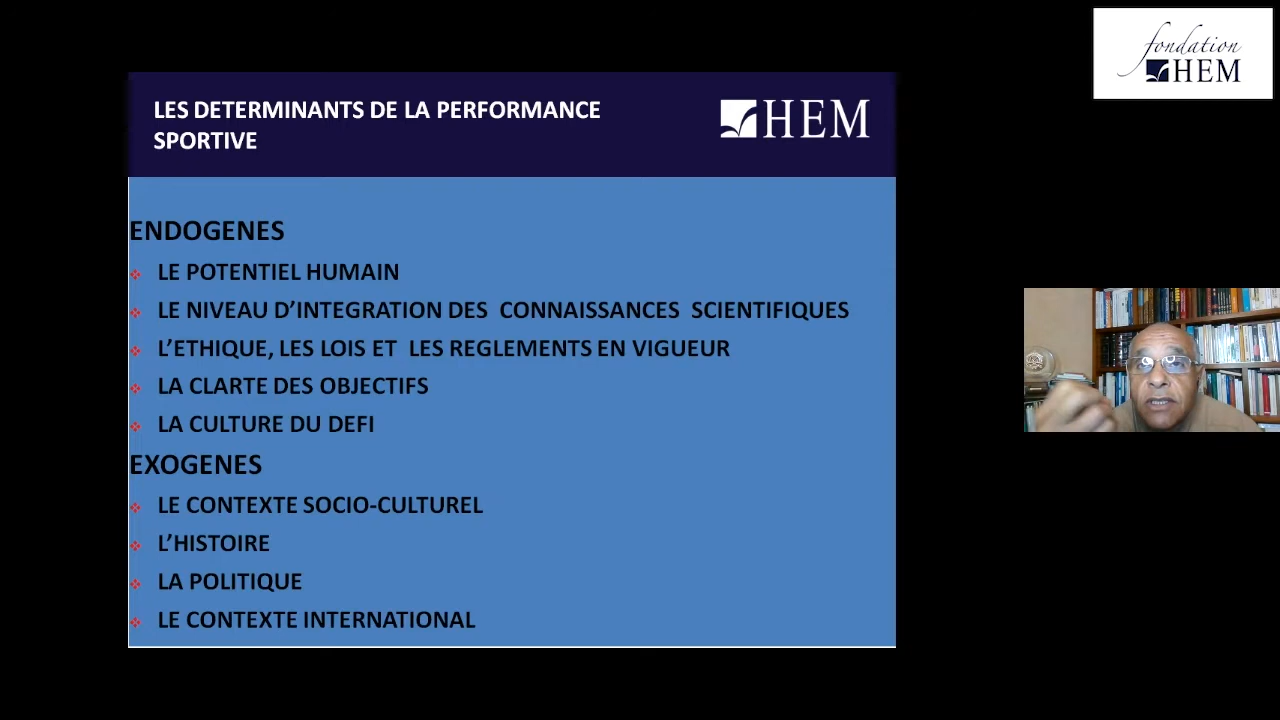 fondation
HEM
LES DETERMINANTS DE LA PERFORMANCE
SPORTIVE
HEM
ENDOGENES
LE POTENTIEL HUMAIN
LE NIVEAU D’INTEGRATION DES CONNAISSANCES SCIENTIFIQUES
L’ETHIQUE, LES LOIS ET LES REGLEMENTS EN VIGUEUR
LA CLARTE DES OBJECTIFS
LA CULTURE DU DEFI
EXOGENES
LE CONTEXTE SOCIO-CULTUREL
L’HISTOIRE
LA POLITIQUE
LE CONTEXTE INTERNATIONAL